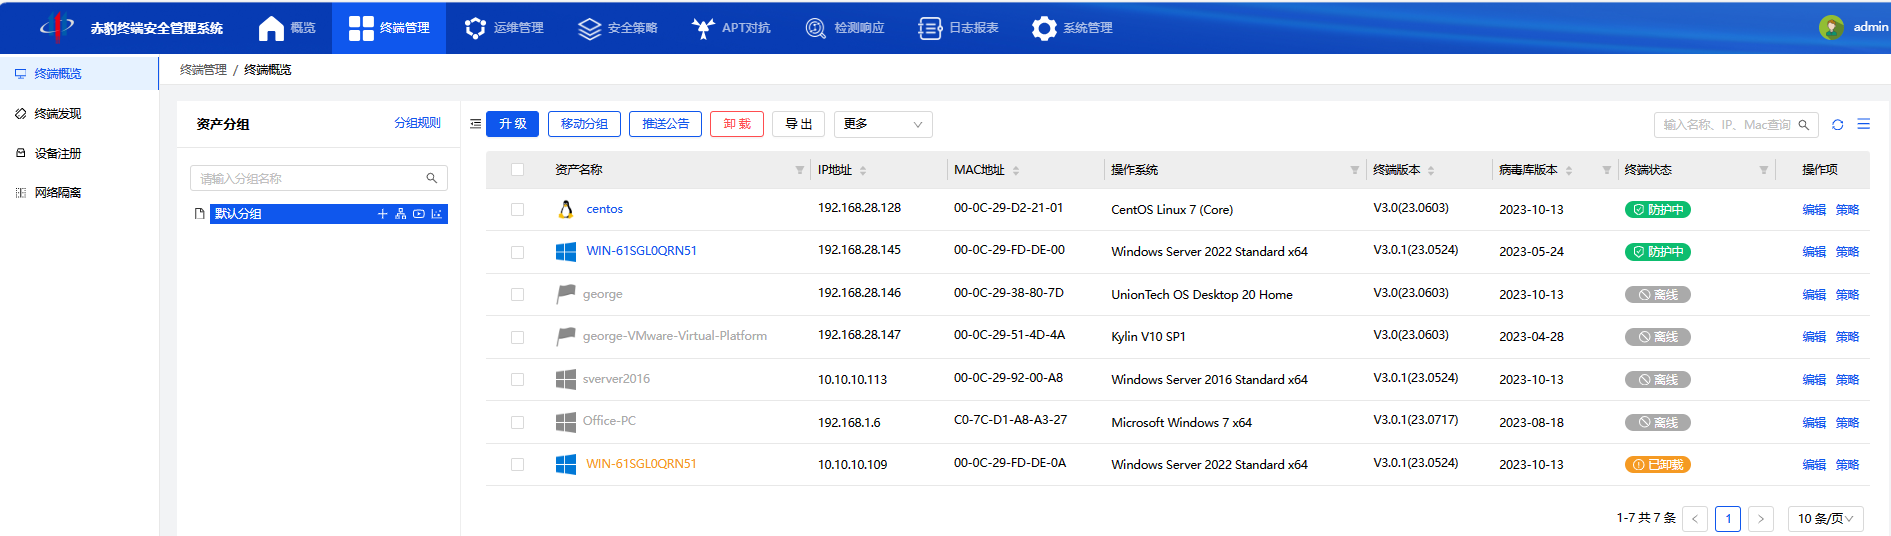 赤豹终端安全管理系统 概览 终端管理 运维管理 安全策略 APT对抗 检测响应 日志报表 系统管理 admin
终端概览
终端发现
设备注册
网络隔离
终端管理 / 终端概览
资产分组 分组规则
请输入分组名称
默认分组
升 级 移动分组 推送公告 卸 载 导 出 更多 输入名称、IP、Mac查询
资产名称 IP地址 MAC地址 操作系统 终端版本 病毒库版本 终端状态 操作项
centos 192.168.28.128 00-0C-29-D2-21-01 CentOS Linux 7 (Core) V3.0(23.0603) 2023-10-13 防护中 编辑 策略
WIN-61SGL0QRN51 192.168.28.145 00-0C-29-FD-DE-00 Windows Server 2022 Standard x64 V3.0.1(23.0524) 2023-05-24 防护中 编辑 策略
george 192.168.28.146 00-0C-29-38-80-7D UnionTech OS Desktop 20 Home V3.0(23.0603) 2023-10-13 离线 编辑 策略
george-VMware-Virtual-Platform 192.168.28.147 00-0C-29-51-4D-4A Kylin V10 SP1 V3.0(23.0603) 2023-04-28 离线 编辑 策略
sverver2016 10.10.10.113 00-0C-29-92-00-A8 Windows Server 2016 Standard x64 V3.0.1(23.0524) 2023-10-13 离线 编辑 策略
Office-PC 192.168.1.6 C0-7C-D1-A8-A3-27 Microsoft Windows 7 x64 V3.0.1(23.0717) 2023-08-18 离线 编辑 策略
WIN-61SGL0QRN51 10.10.10.109 00-0C-29-FD-DE-0A Windows Server 2022 Standard x64 V3.0.1(23.0524) 2023-10-13 已卸载 编辑 策略
1-7 共 7 条 < 1 > 10 条/页